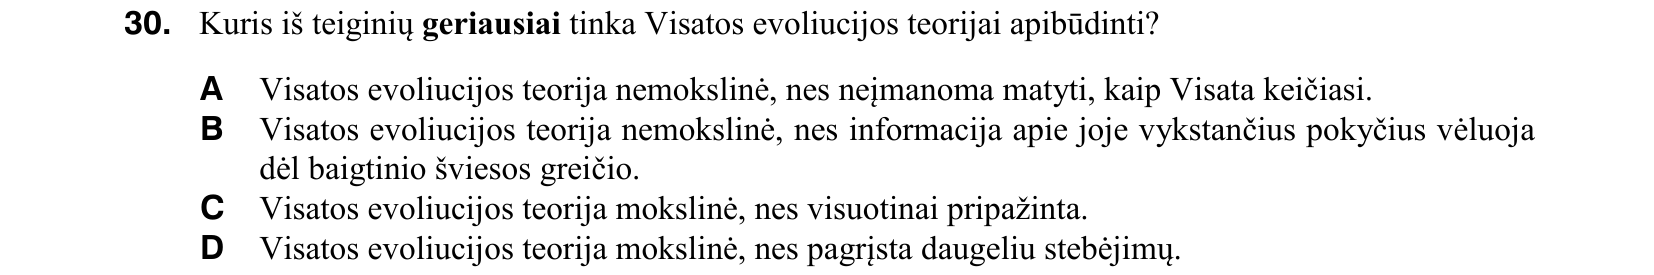 30. Kuris iš teiginių geriausiai tinka Visatos evoliucijos teorijai apibūdinti?
A Visatos evoliucijos teorija nemokslinė, nes neįmanoma matyti, kaip Visata keičiasi.
B Visatos evoliucijos teorija nemokslinė, nes informacija apie joje vykstančius pokyčius vėluoja
dėl baigtinio šviesos greičio.
C Visatos evoliucijos teorija mokslinė, nes visuotinai pripažinta.
D Visatos evoliucijos teorija mokslinė, nes pagrįsta daugeliu stebėjimų.